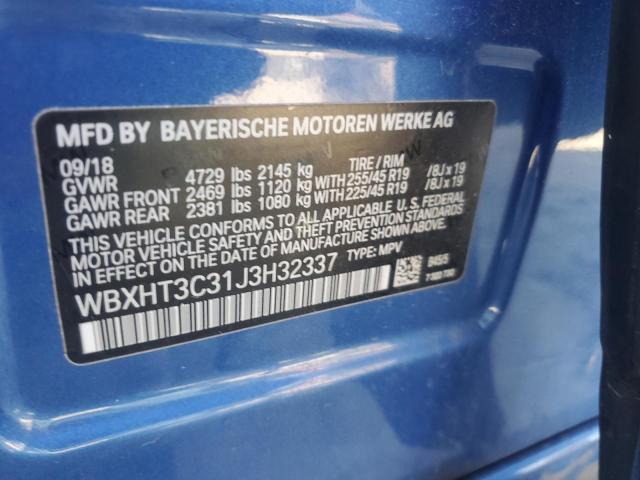 MFD BY BAYERISCHE MOTOREN WERKE AG
09/18 TIRE / RIM
GVWR 4729 lbs 2145 kg
GAWR FRONT 2469 lbs 1120 kg WITH 255/45 R19 /8J x 19
GAWR REAR 2381 lbs 1080 kg WITH 225/45 R19 /8J x 19
THIS VEHICLE CONFORMS TO ALL APPLICABLE U. S. FEDERAL
MOTOR VEHICLE SAFETY AND THEFT PREVENTION STANDARDS
IN EFFECT ON THE DATE OF MANUFACTURE SHOWN ABOVE.
WBXHT3C31J3H32337 TYPE: MPV